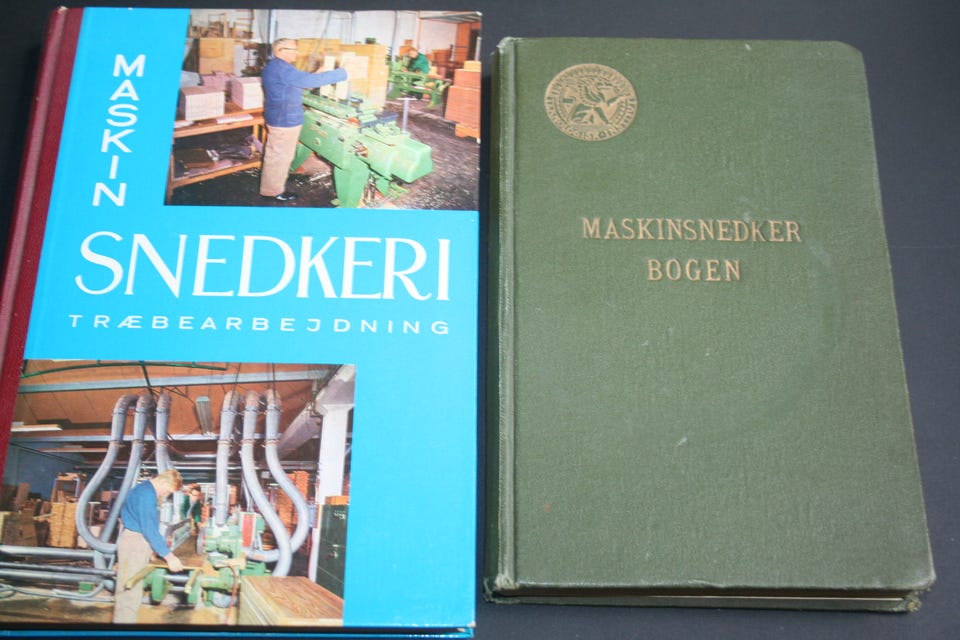 MASKIN
SNEDKERI
TRÆBEARBEJDNING
MASKINSNEDKER
BOGEN